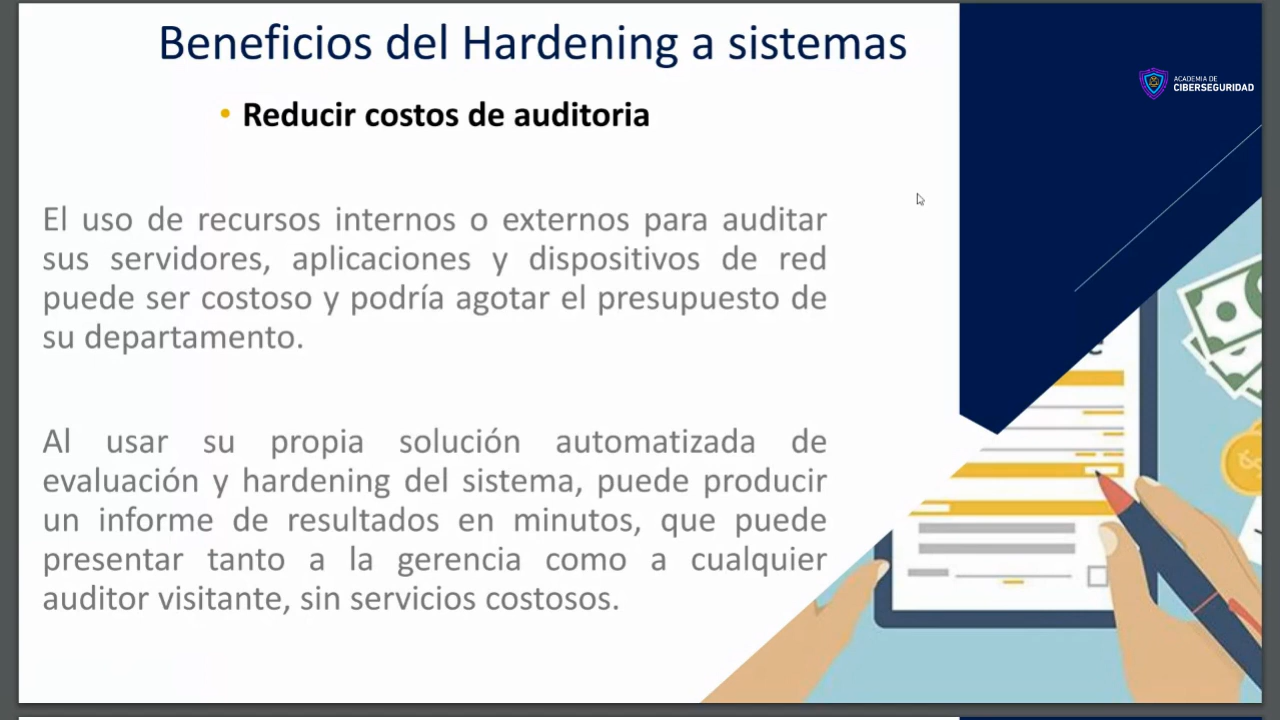 Beneficios del Hardening a sistemas
ACADEMIA DE
CIBERSEGURIDAD
• Reducir costos de auditoria
El uso de recursos internos o externos para auditar
sus servidores, aplicaciones y dispositivos de red
puede ser costoso y podría agotar el presupuesto de
su departamento.
Al usar su propia solución automatizada de
evaluación y hardening del sistema, puede producir
un informe de resultados en minutos, que puede
presentar tanto a la gerencia como a cualquier
auditor visitante, sin servicios costosos.